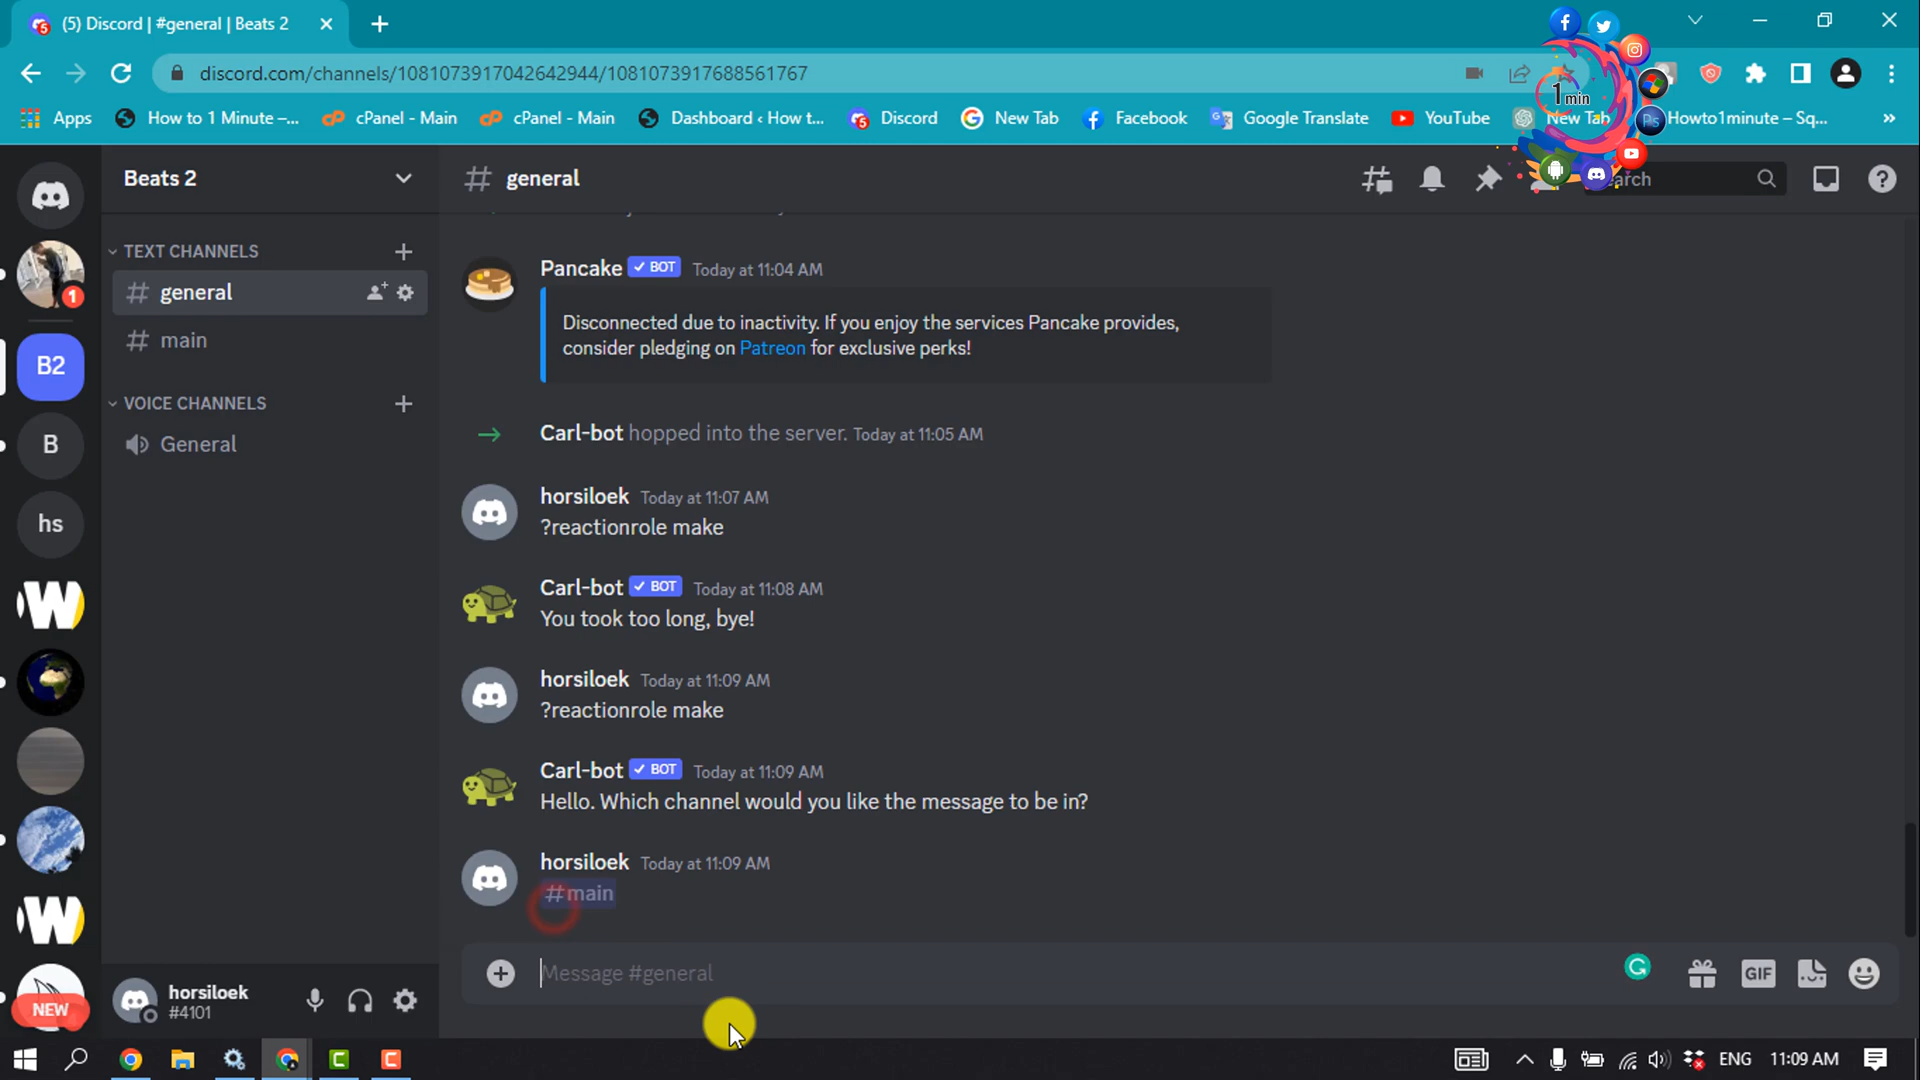 (5) Discord | #general | Beats 2
discord.com/channels/1081073917042642944/1081073917688561767
Apps
How to 1 Minute –...
cPanel - Main
cPanel - Main
Dashboard ‹ How t...
Discord
New Tab
Facebook
Google Translate
YouTube
New Tab
Howto1minute – Sq...
1 min
Ps
Beats 2
general
TEXT CHANNELS
general
main
VOICE CHANNELS
General
1
B2
B
hs
W
W
NEW
Pancake BOT Today at 11:04 AM
Disconnected due to inactivity. If you enjoy the services Pancake provides,
consider pledging on Patreon for exclusive perks!
Carl-bot hopped into the server. Today at 11:05 AM
horsiloek Today at 11:07 AM
?reactionrole make
Carl-bot BOT Today at 11:08 AM
You took too long, bye!
horsiloek Today at 11:09 AM
?reactionrole make
Carl-bot BOT Today at 11:09 AM
Hello. Which channel would you like the message to be in?
horsiloek Today at 11:09 AM
#main
Message #general
GIF
horsiloek
#4101
ENG
11:09 AM